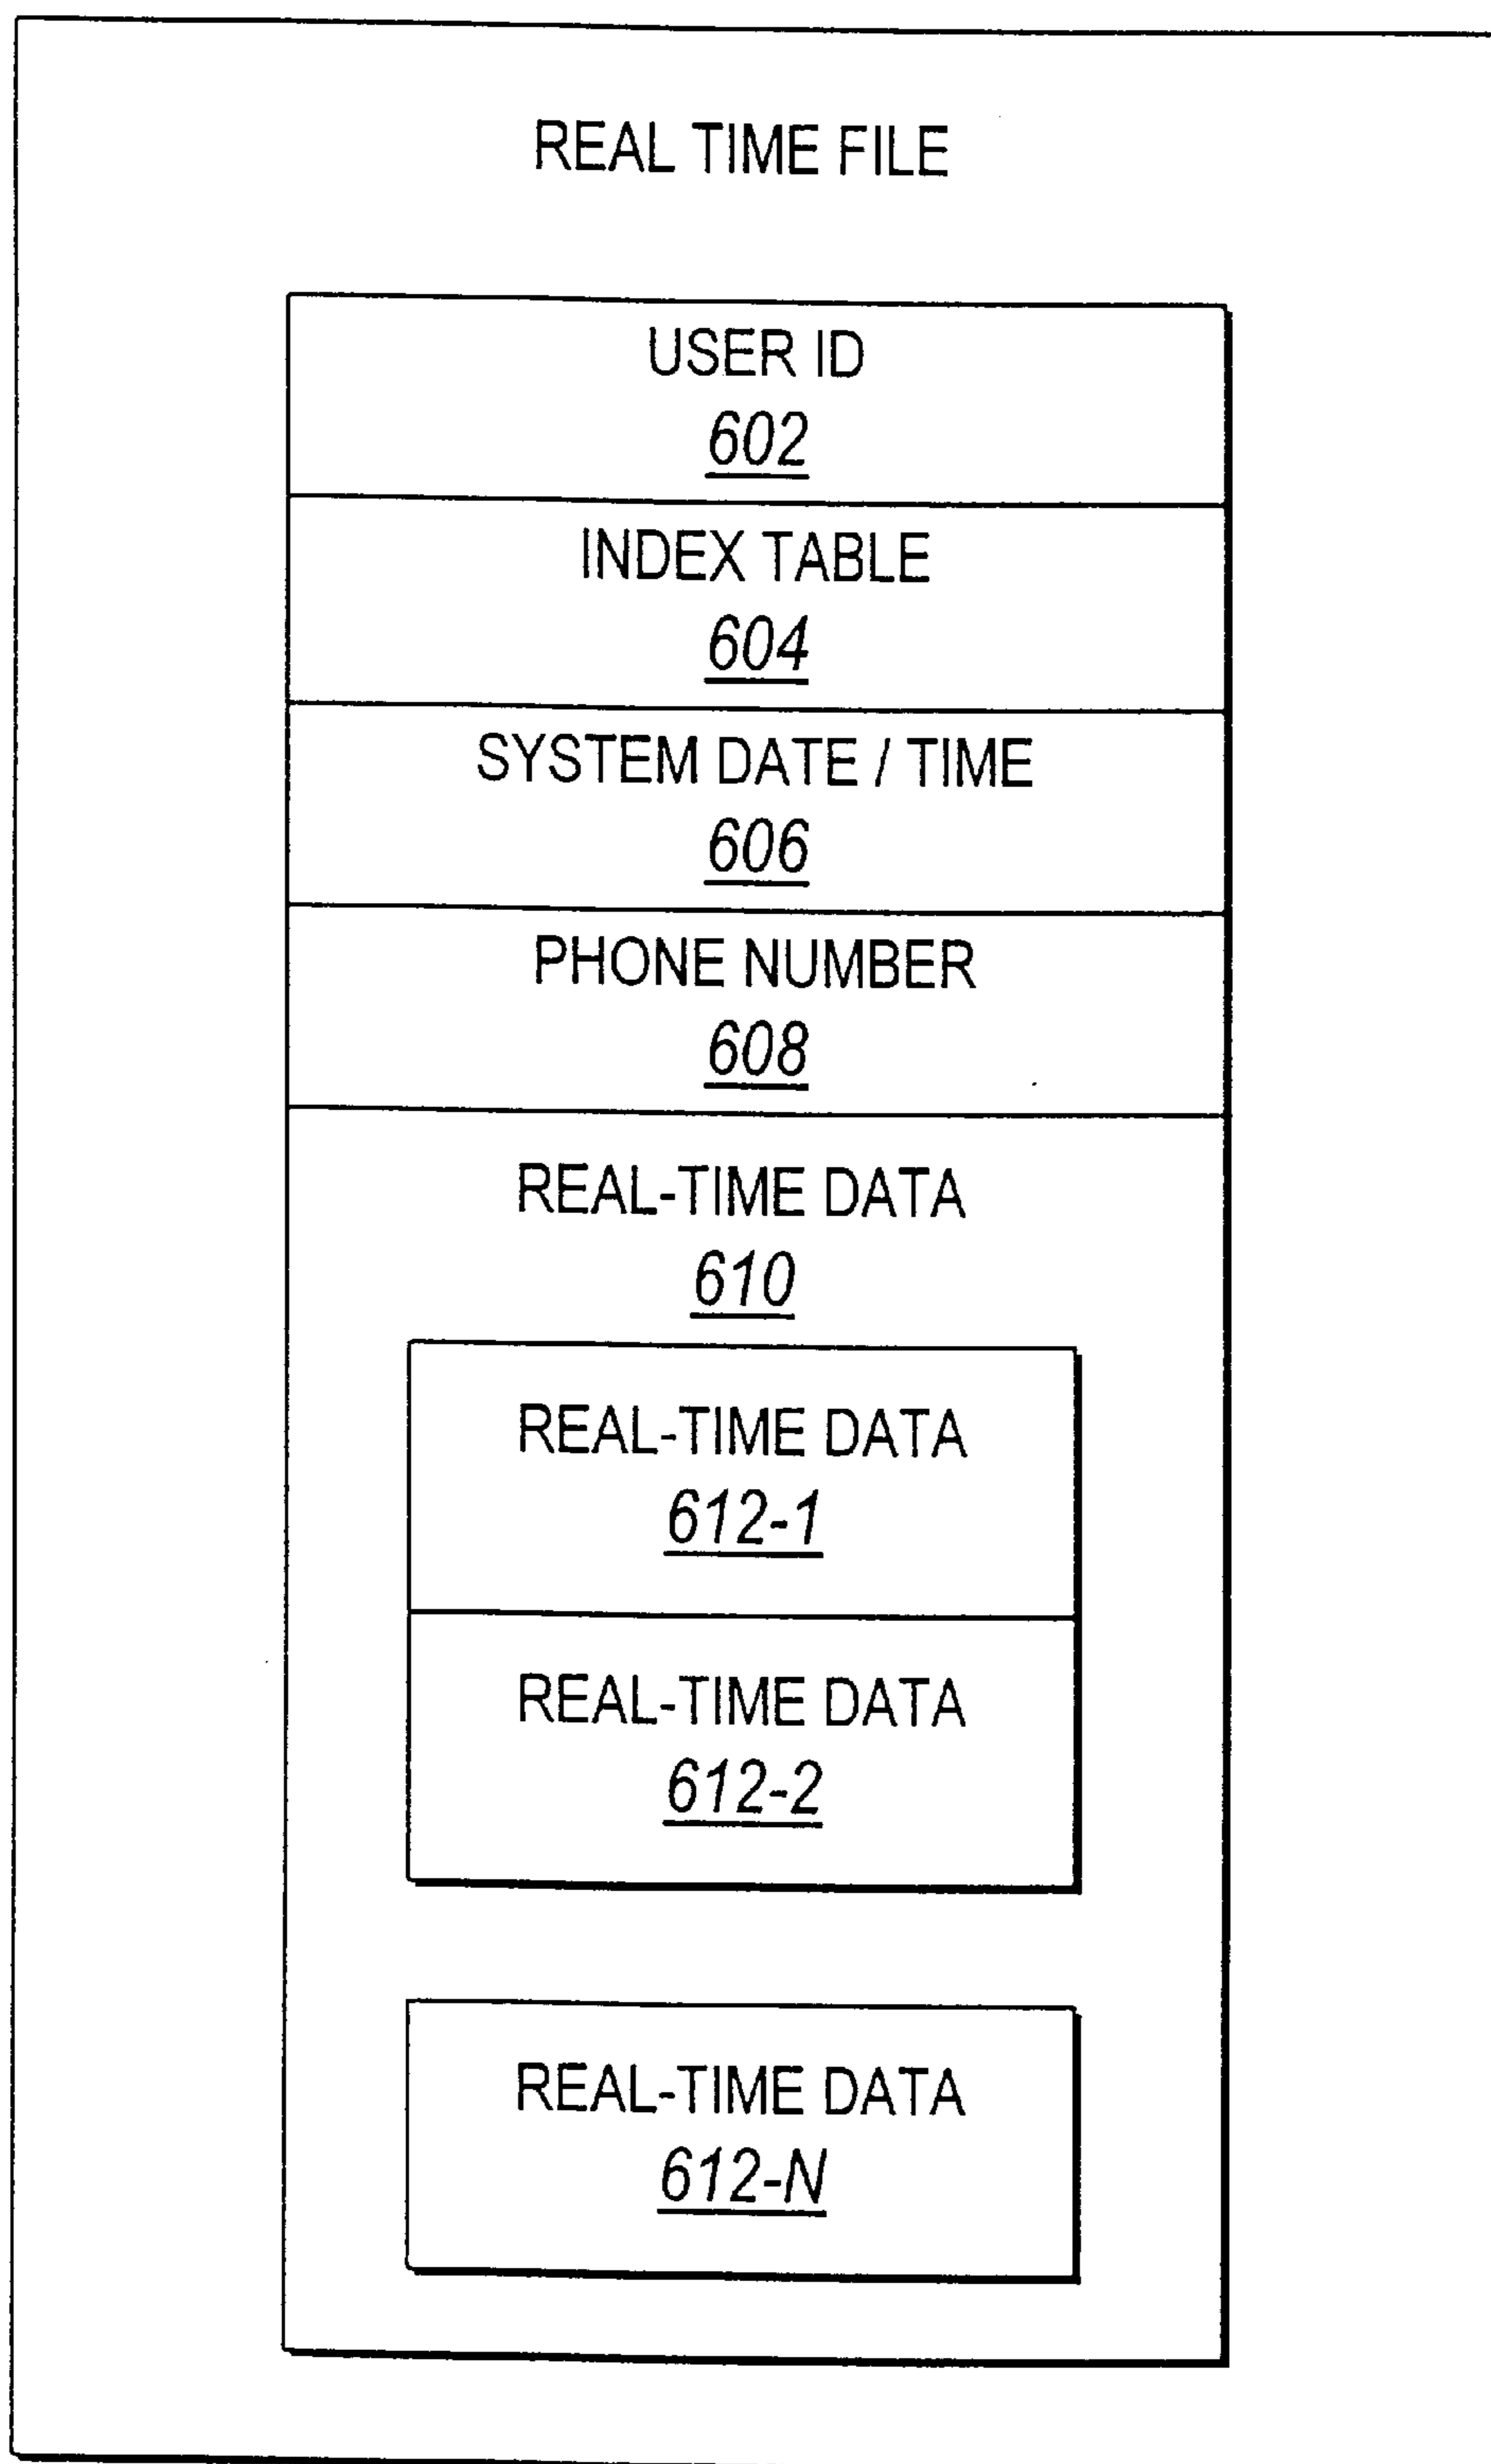 REAL TIME FILE
USER ID
602
INDEX TABLE
604
SYSTEM DATE / TIME
606
PHONE NUMBER
608
REAL-TIME DATA
610
REAL-TIME DATA
612-1
REAL-TIME DATA
612-2
REAL-TIME DATA
612-N